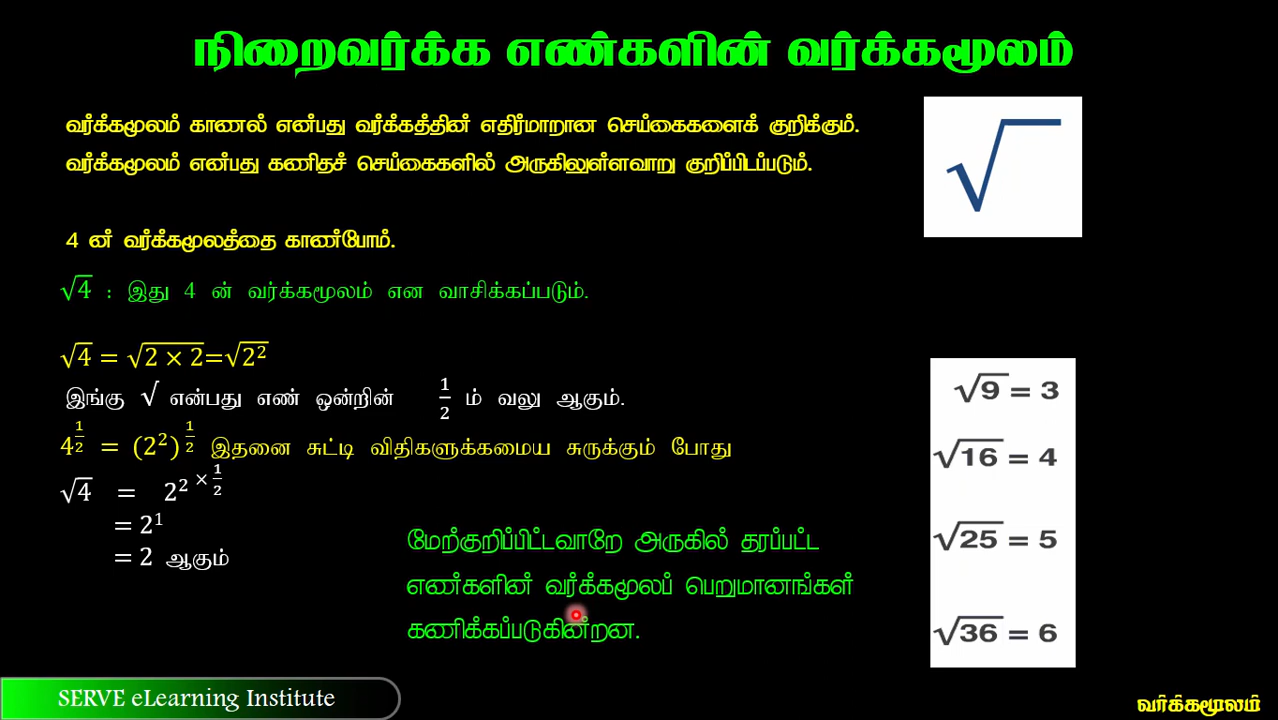 நிறைவர்க்க எண்களின் வர்க்கமூலம்
வர்க்கமூலம் காணல் என்பது வர்க்கத்தின் எதிர்மாறான செய்கைகளைக் குறிக்கும்.
வர்க்கமூலம் என்பது கணிதச் செய்கைகளில் அருகிலுள்ளவாறு குறிப்பிடப்படும்.
√
4 ன் வர்க்கமூலத்தை காண்போம்.
√4 : இது 4 ன் வர்க்கமூலம் என வாசிக்கப்படும்.
√4 = √2 × 2=√2²
இங்கு √ என்பது எண் ஒன்றின் 1/2 ம் வலு ஆகும்.
4^1/2 = (2²)^1/2 இதனை சுட்டி விதிகளுக்கமைய சுருக்கும் போது
√4 = 2^2 × 1/2
= 2¹
= 2 ஆகும்
மேற்குறிப்பிட்டவாறே அருகில் தரப்பட்ட
எண்களின் வர்க்கமூலப் பெறுமானங்கள்
கணிக்கப்படுகின்றன.
√9 = 3
√16 = 4
√25 = 5
√36 = 6
SERVE eLearning Institute
வர்க்கமூலம்